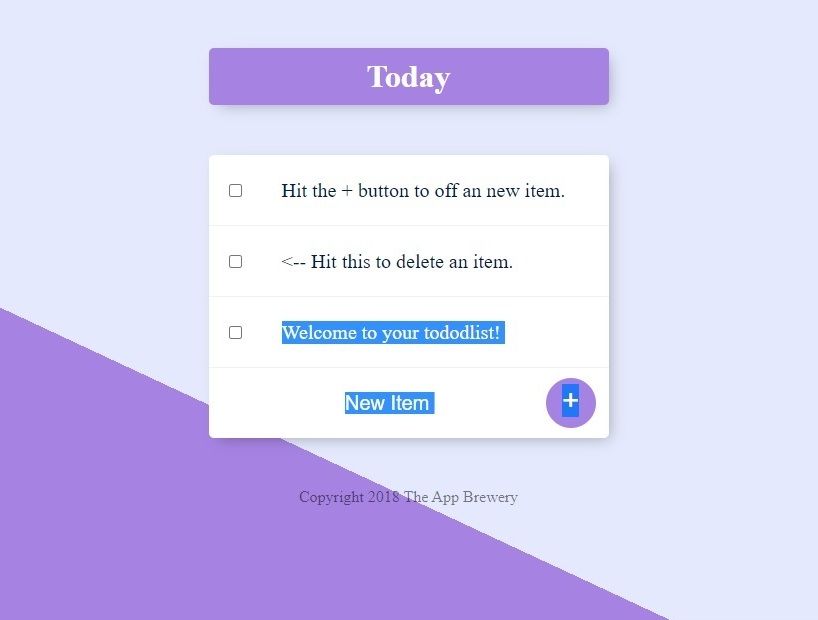 Today
Hit the + button to off an new item.
<-- Hit this to delete an item.
Welcome to your tododlist!
New Item +
Copyright 2018 The App Brewery